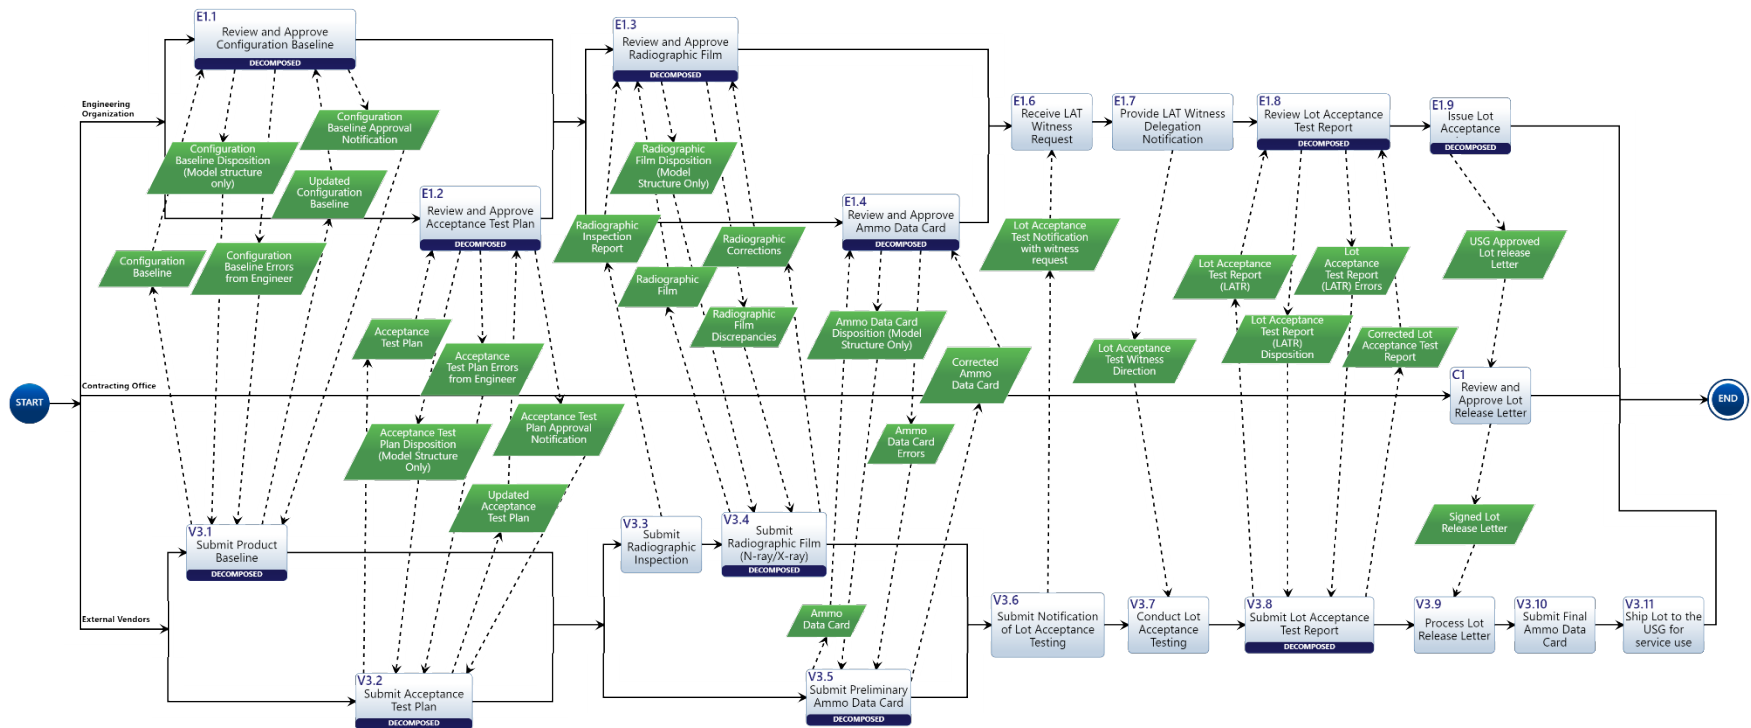 E1.1
Review and Approve
Configuration Baseline
DECOMPOSED
E1.3
Review and Approve
Radiographic Film
DECOMPOSED
Engineering
Organization
E1.6
Receive LAT
Witness
Request
E1.7
Provide LAT Witness
Delegation
Notification
E1.8
Review Lot Acceptance
Test Report
DECOMPOSED
E1.9
Issue Lot
Acceptance
DECOMPOSED
Configuration
Baseline Approval
Notification
Configuration
Baseline Disposition
(Model structure
only)
Updated
Configuration
Baseline
Radiographic
Film Disposition
(Model
Structure Only)
E1.2
Review and Approve
Acceptance Test Plan
DECOMPOSED
E1.4
Review and Approve
Ammo Data Card
DECOMPOSED
Radiographic
Inspection
Report
Radiographic
Corrections
Lot Acceptance
Test Notification
with witness
request
USG Approved
Lot release
Letter
Configuration
Baseline
Configuration
Baseline Errors
from Engineer
Radiographic
Film
Lot Acceptance
Test Report
(LATR)
Lot
Acceptance
Test Report
(LATR) Errors
Radiographic
Film
Discrepancies
Ammo Data Card
Disposition (Model
Structure Only)
Acceptance
Test Plan
Acceptance
Test Plan Errors
from Engineer
Corrected
Ammo
Data Card
Lot Acceptance
Test Witness
Direction
Lot Acceptance
Test Report
(LATR)
Disposition
Corrected Lot
Acceptance Test
Report
START
Contracting Office
C1
Review and
Approve Lot
Release Letter
END
Acceptance Test
Plan Approval
Notification
Acceptance Test
Plan Disposition
(Model Structure
Only)
Ammo
Data Card
Errors
Updated
Acceptance
Test Plan
Signed Lot
Release Letter
V3.1
Submit Product
Baseline
DECOMPOSED
V3.3
Submit
Radiographic
Inspection
V3.4
Submit
Radiographic Film
(N-ray/X-ray)
DECOMPOSED
External Vendors
Ammo
Data Card
V3.6
Submit Notification
of Lot Acceptance
Testing
V3.7
Conduct Lot
Acceptance
Testing
V3.8
Submit Lot Acceptance
Test Report
DECOMPOSED
V3.9
Process Lot
Release Letter
V3.10
Submit Final
Ammo Data
Card
V3.11
Ship Lot to the
USG for
service use
V3.2
Submit Acceptance
Test Plan
DECOMPOSED
V3.5
Submit Preliminary
Ammo Data Card
DECOMPOSED